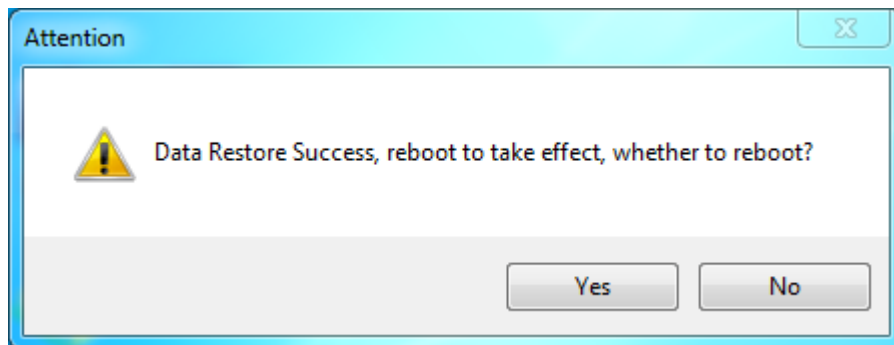 Attention
Data Restore Success, reboot to take effect, whether to reboot?
Yes
No